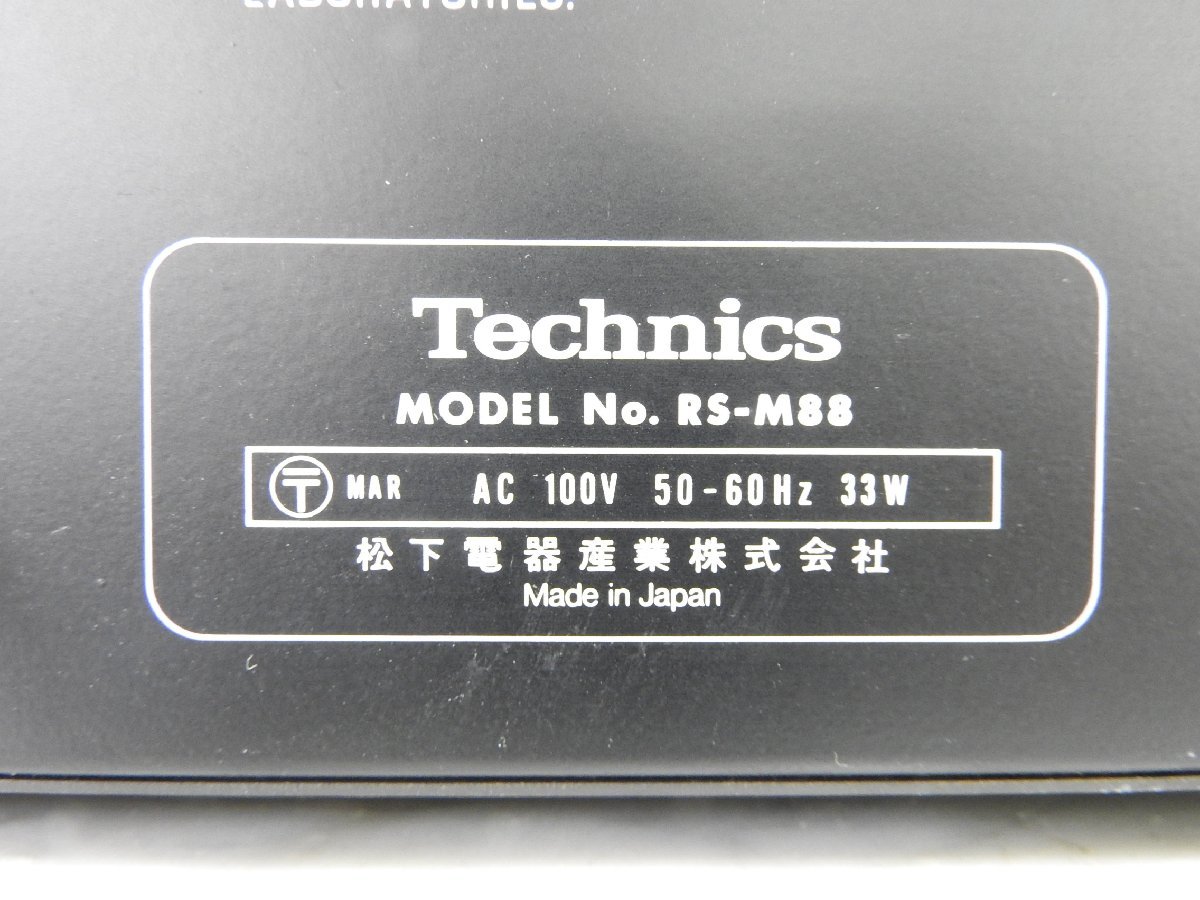 LABORATORIES.
Technics
MODEL No. RS-M88
〒 MAR AC 100V 50-60Hz 33W
松下電器産業株式会社
Made in Japan